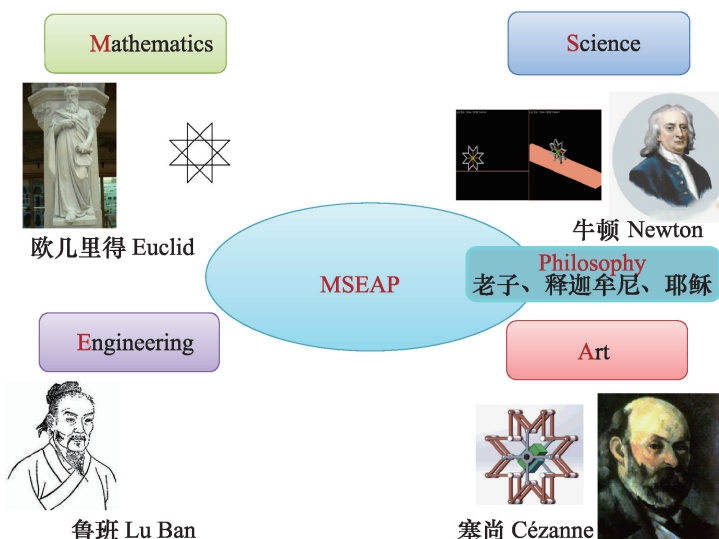 Mathematics
Science
欧几里得 Euclid
牛顿 Newton
MSEAP
Philosophy
老子、释迦牟尼、耶稣
Engineering
Art
鲁班 Lu Ban
塞尚 Cézanne